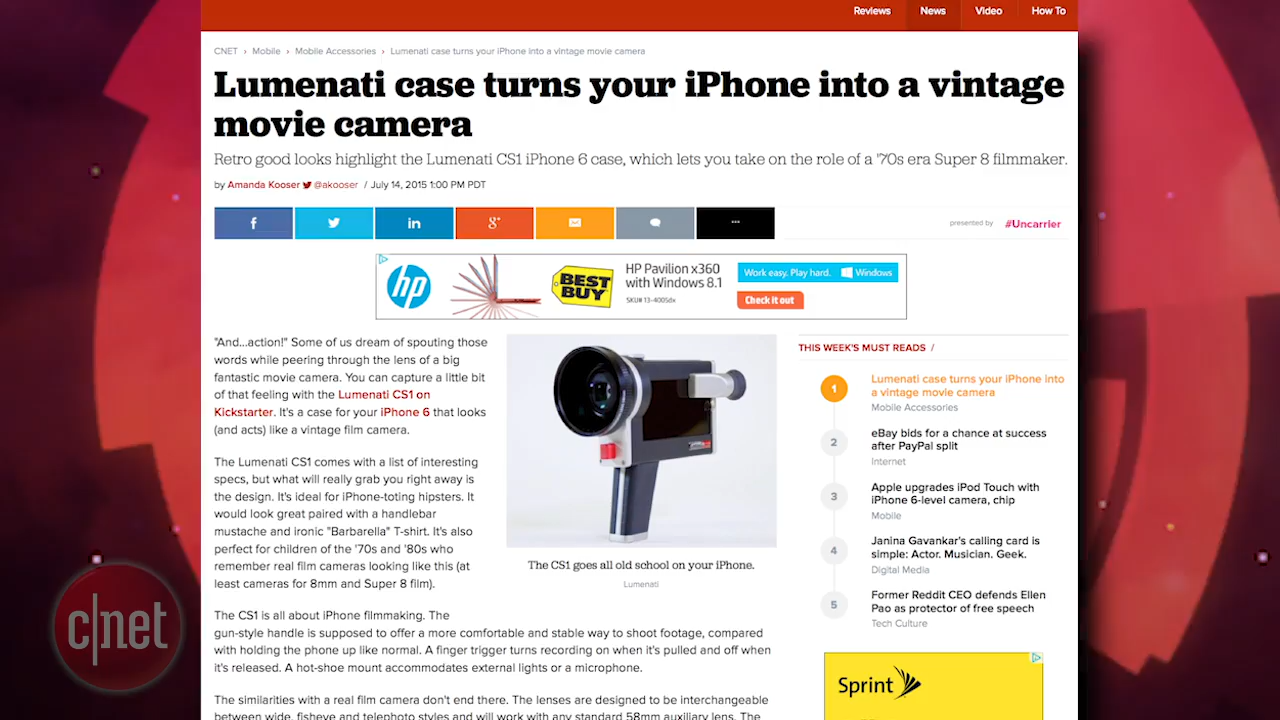 Reviews News Video How To
CNET › Mobile › Mobile Accessories › Lumenati case turns your iPhone into a vintage movie camera
Lumenati case turns your iPhone into a vintage
movie camera
Retro good looks highlight the Lumenati CS1 iPhone 6 case, which lets you take on the role of a '70s era Super 8 filmmaker.
by Amanda Kooser @akooser / July 14, 2015 1:00 PM PDT
f in g+ ...
presented by #Uncarrier
hp
BEST
BUY
HP Pavilion x360
with Windows 8.1
SKU# 13-4005dx
Work easy. Play hard. Windows
Check it out
"And...action!" Some of us dream of spouting those
words while peering through the lens of a big
fantastic movie camera. You can capture a little bit
of that feeling with the Lumenati CS1 on
Kickstarter. It's a case for your iPhone 6 that looks
(and acts) like a vintage film camera.
The Lumenati CS1 comes with a list of interesting
specs, but what will really grab you right away is
the design. It's ideal for iPhone-toting hipsters. It
would look great paired with a handlebar
mustache and ironic "Barbarella" T-shirt. It's also
perfect for children of the '70s and '80s who
remember real film cameras looking like this (at
least cameras for 8mm and Super 8 film).
The CS1 goes all old school on your iPhone.
Lumenati
The CS1 is all about iPhone filmmaking. The
gun-style handle is supposed to offer a more comfortable and stable way to shoot footage, compared
with holding the phone up like normal. A finger trigger turns recording on when it's pulled and off when
it's released. A hot-shoe mount accommodates external lights or a microphone.
The similarities with a real film camera don't end there. The lenses are designed to be interchangeable
between wide, fisheye and telephoto styles and will work with any standard 58mm auxiliary lens. The
THIS WEEK'S MUST READS /
1
Lumenati case turns your iPhone into
a vintage movie camera
Mobile Accessories
2
eBay bids for a chance at success
after PayPal split
Internet
3
Apple upgrades iPod Touch with
iPhone 6-level camera, chip
Mobile
4
Janina Gavankar's calling card is
simple: Actor. Musician. Geek.
Digital Media
5
Former Reddit CEO defends Ellen
Pao as protector of free speech
Tech Culture
Sprint
c|net